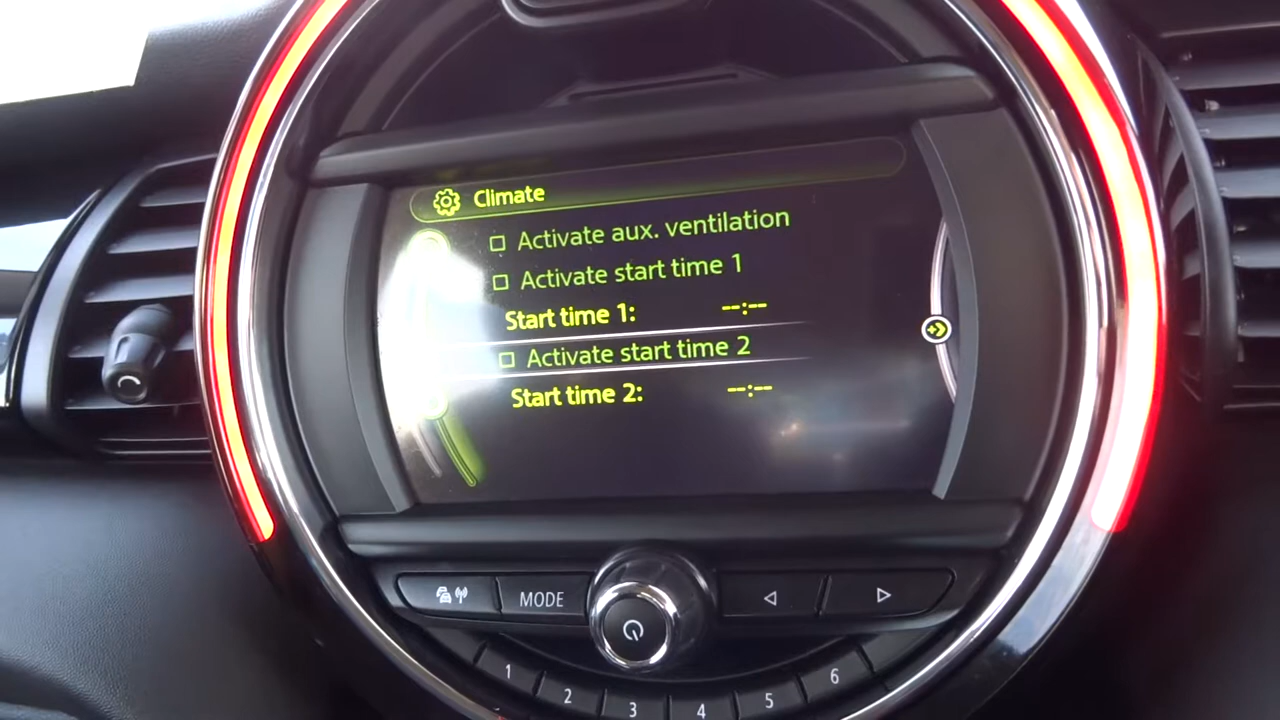 Climate
Activate aux. ventilation
Activate start time 1
Start time 1: --:--
Activate start time 2
Start time 2: --:--
MODE
1 2 3 4 5 6